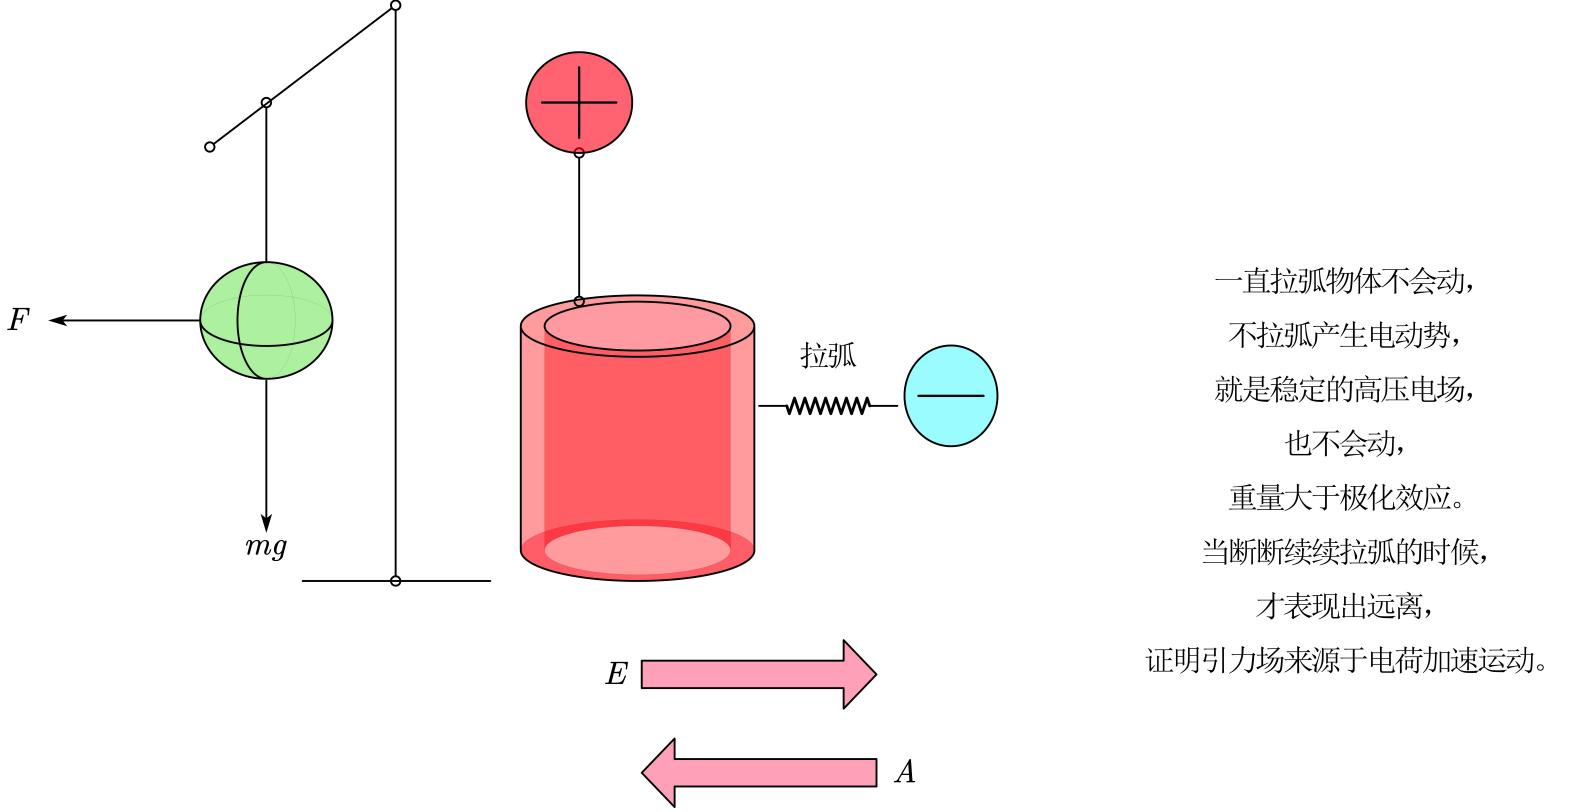 F
mg
拉弧
E
A
一直拉弧物体不会动，
不拉弧产生电动势，
就是稳定的高压电场，
也不会动，
重量大于极化效应。
当断断续续拉弧的时候，
才表现出远离，
证明引力场来源于电荷加速运动。